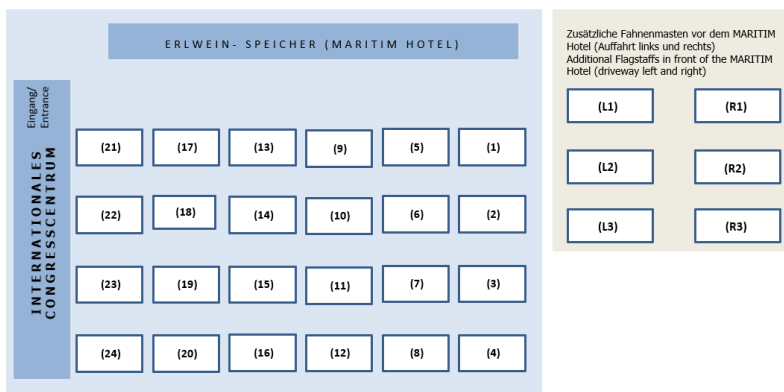 ERLWEIN- SPEICHER (MARITIM HOTEL)
Eingang/
Entrance
INTERNATIONALES
CONGRESSCENTRUM
(21) (17) (13) (9) (5) (1)
(22) (18) (14) (10) (6) (2)
(23) (19) (15) (11) (7) (3)
(24) (20) (16) (12) (8) (4)
Zusätzliche Fahnenmasten vor dem MARITIM
Hotel (Auffahrt links und rechts)
Additional Flagstaffs in front of the MARITIM
Hotel (driveway left and right)
(L1) (R1)
(L2) (R2)
(L3) (R3)